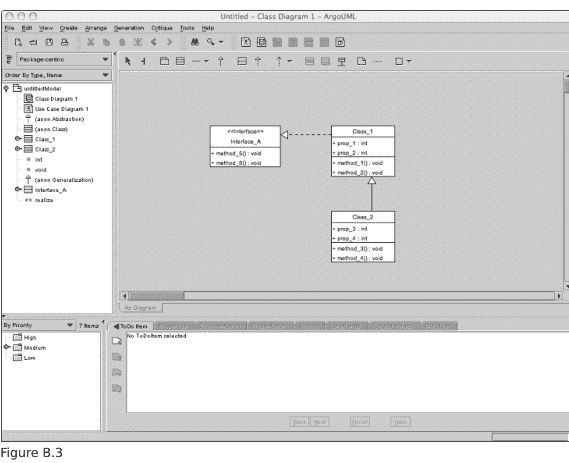 Untitled - Class Diagram 1 - ArgoUML
File Edit View Create Arrange Generation Critique Tools Help
Package-centric
Order By Type, Name
untitledModel
Class Diagram 1
Use Case Diagram 1
(anon Abstraction)
(anon Class)
Class_1
Class_2
int
void
(anon Generalization)
Interface_A
realize
<<Interface>>
Interface_A
+ method_5() : void
+ method_6() : void
Class_1
+ prop_1 : int
+ prop_2 : int
+ method_1() : void
+ method_2() : void
Class_2
+ prop_3 : int
+ prop_4 : int
+ method_3() : void
+ method_4() : void
As Diagram
By Priority
7 Items
High
Medium
Low
ToDo Item
No ToDoItem selected
Back Next Finish Help
Figure B.3